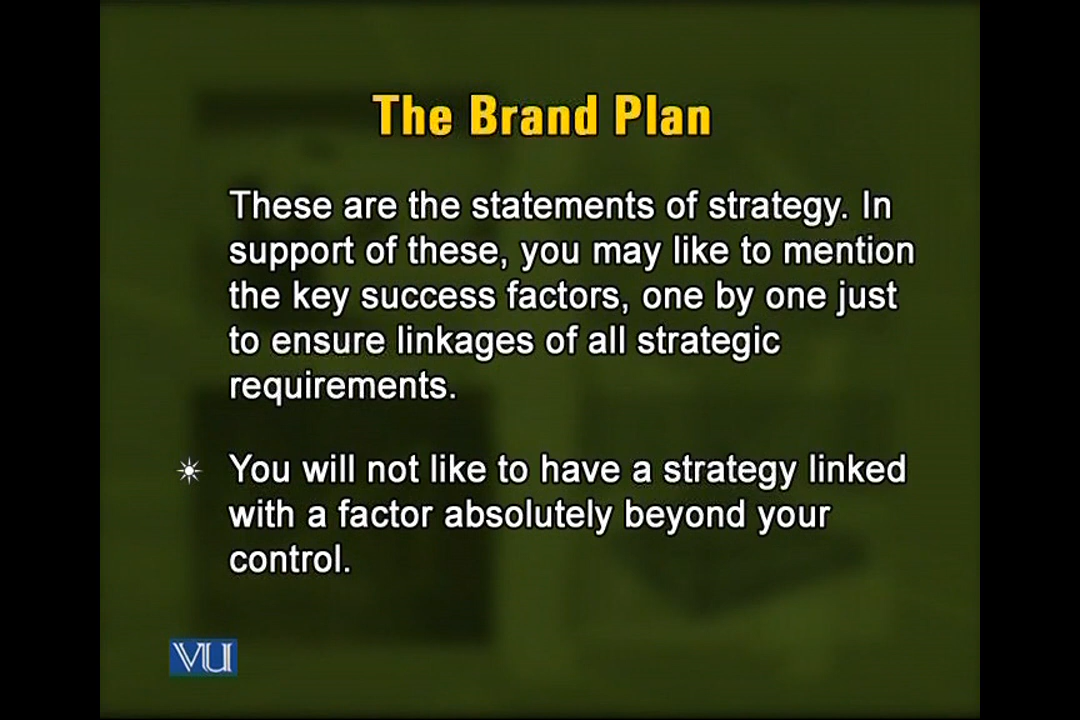 The Brand Plan
These are the statements of strategy. In
support of these, you may like to mention
the key success factors, one by one just
to ensure linkages of all strategic
requirements.
You will not like to have a strategy linked
with a factor absolutely beyond your
control.
VU